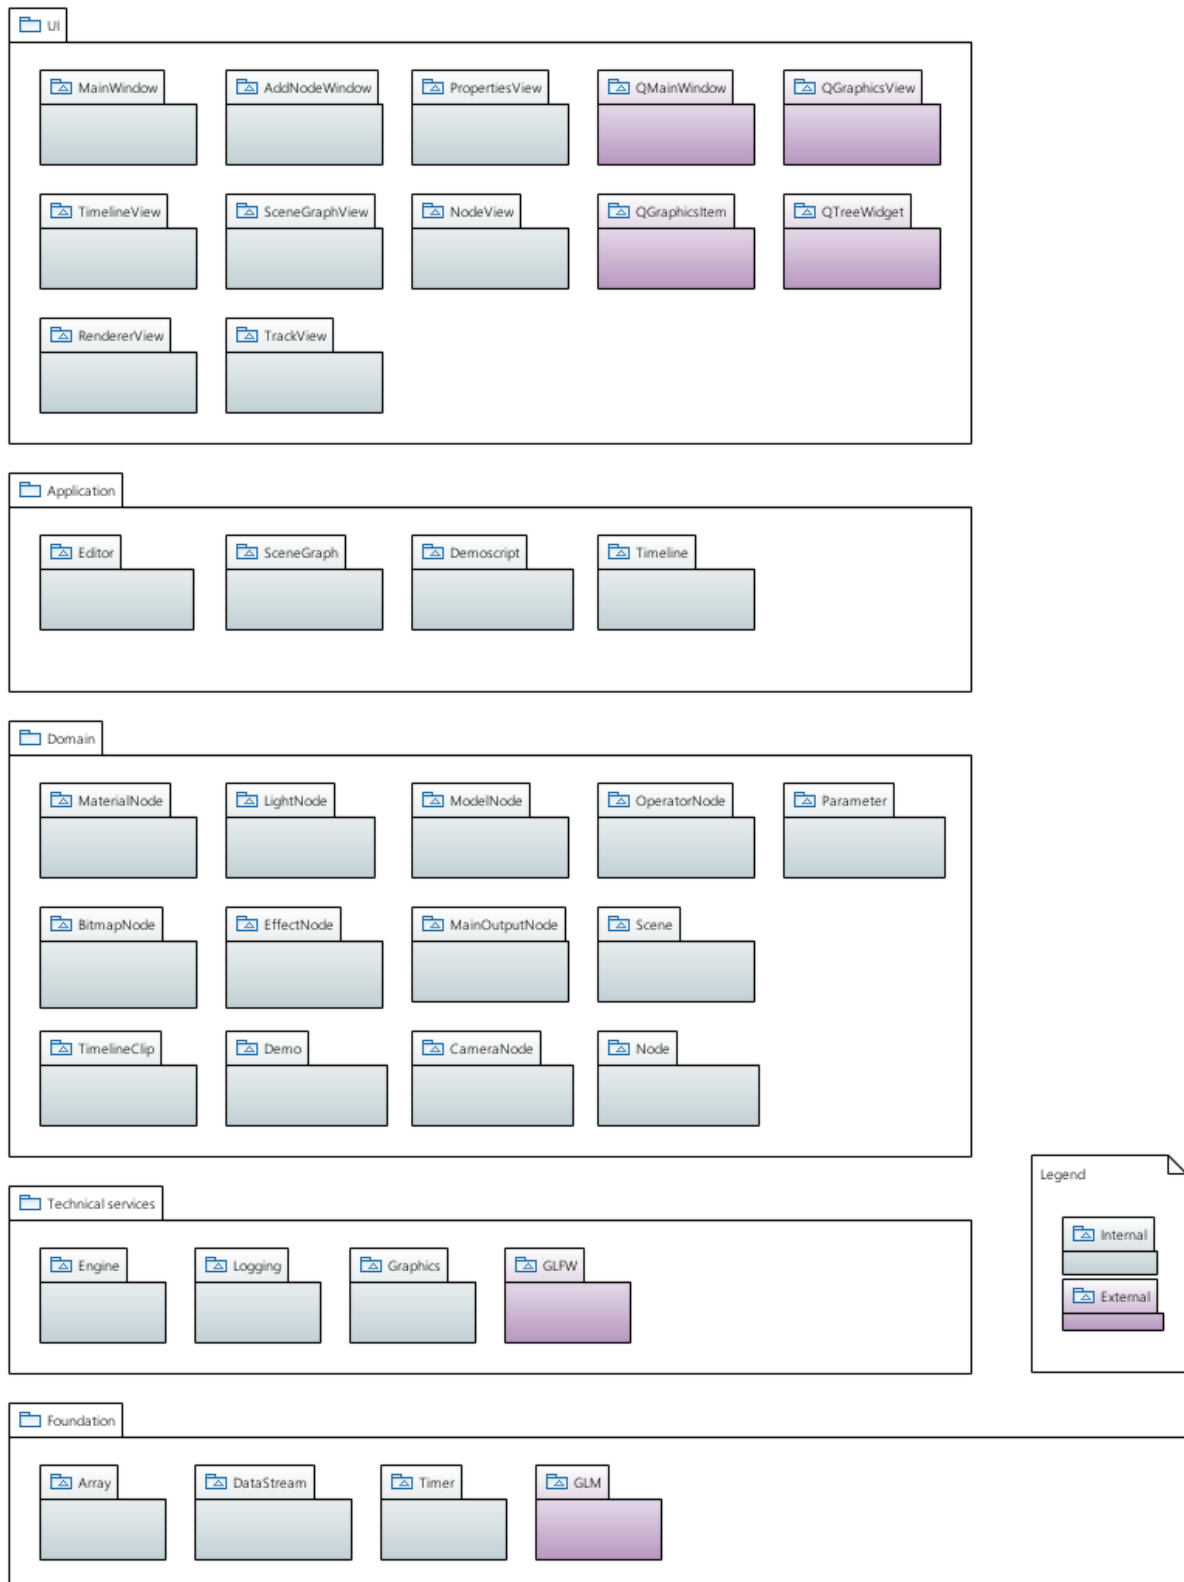 UI
MainWindow
AddNodeWindow
PropertiesView
QMainWindow
QGraphicsView
TimelineView
SceneGraphView
NodeView
QGraphicsItem
QTreeWidget
RendererView
TrackView
Application
Editor
SceneGraph
Demoscript
Timeline
Domain
MaterialNode
LightNode
ModelNode
OperatorNode
Parameter
BitmapNode
EffectNode
MainOutputNode
Scene
TimelineClip
Demo
CameraNode
Node
Legend
Internal
External
Technical services
Engine
Logging
Graphics
GLFW
Foundation
Array
DataStream
Timer
GLM